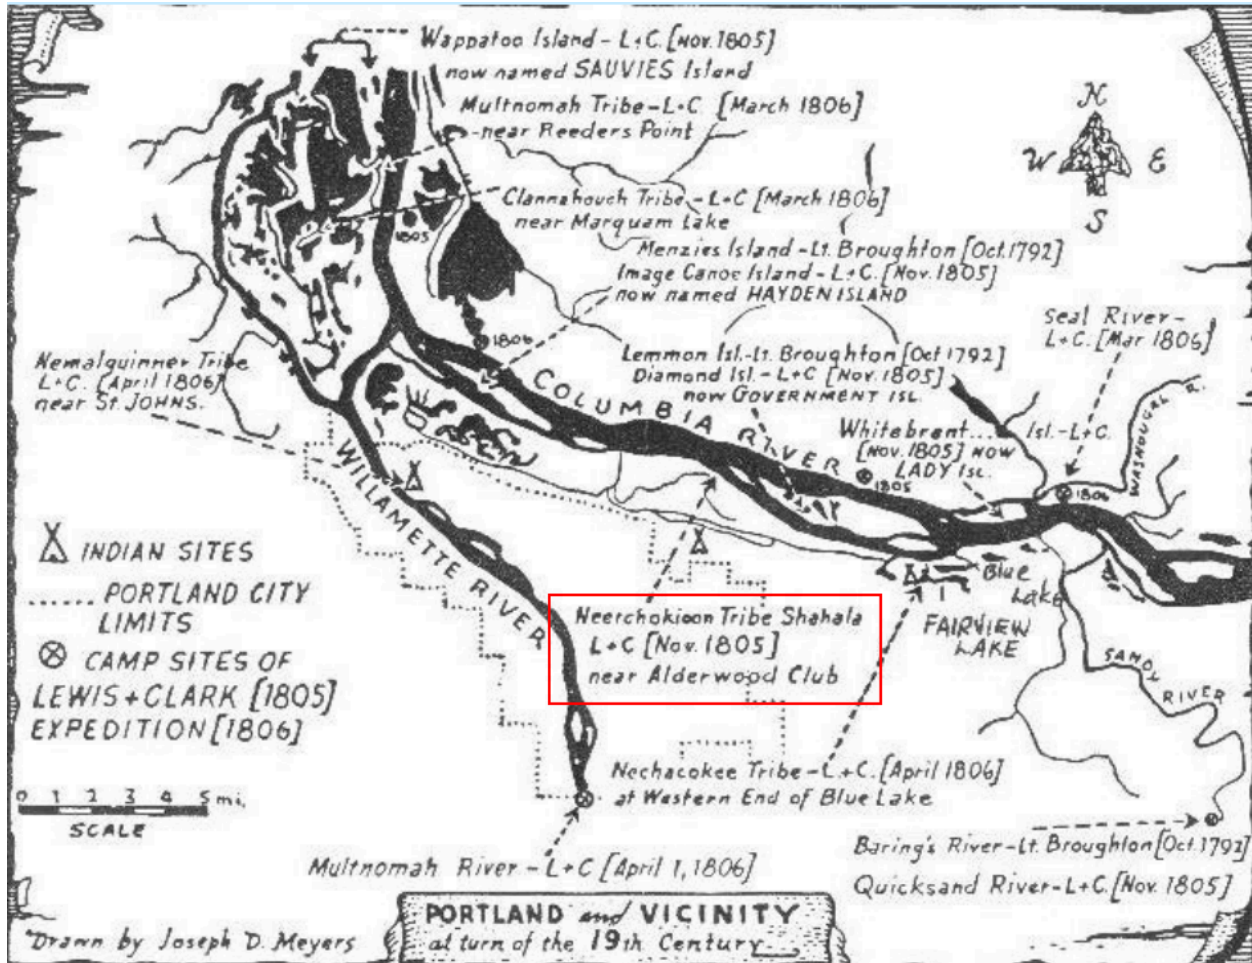 Wappatoo Island - L+C. [Nov. 1805]
now named SAUVIES Island
Multnomah Tribe - L+C. [March 1806]
near Reeders Point
Clannahouch Tribe - L+C [March 1806]
near Marquam Lake
1805
Menzies Island - Lt. Broughton [Oct. 1792]
Image Canoe Island - L+C. [Nov. 1805]
now named HAYDEN ISLAND
N
W E
S
1806
Seal River -
L+C. [Mar 1806]
Nemalquinner Tribe
L+C. [April 1806]
near St. JOHNS.
Lemmon Isl. - Lt. Broughton [Oct 1792]
Diamond Isl. - L+C [Nov. 1805]
now GOVERNMENT ISL.
COLUMBIA RIVER
Whitebrant... Isl. - L+C.
[Nov. 1805] NOW
LADY ISL.
WASHOUGAL R.
1805
1806
WILLAMETTE RIVER
INDIAN SITES
PORTLAND CITY
LIMITS
CAMP SITES OF
LEWIS + CLARK [1805]
EXPEDITION [1806]
Blue
Lake
FAIRVIEW
LAKE
SANDY
RIVER
Neerchokioon Tribe Shahala
L+C [Nov. 1805]
near Alderwood Club
Nechacokee Tribe - L+C. [April 1806]
at Western End of Blue Lake
0 1 2 3 4 5 mi.
SCALE
Multnomah River - L+C [April 1, 1806]
Baring's River - Lt. Broughton [Oct. 1792]
Quicksand River - L+C. [Nov. 1805]
PORTLAND and VICINITY
at turn of the 19th Century
Drawn by Joseph D. Meyers